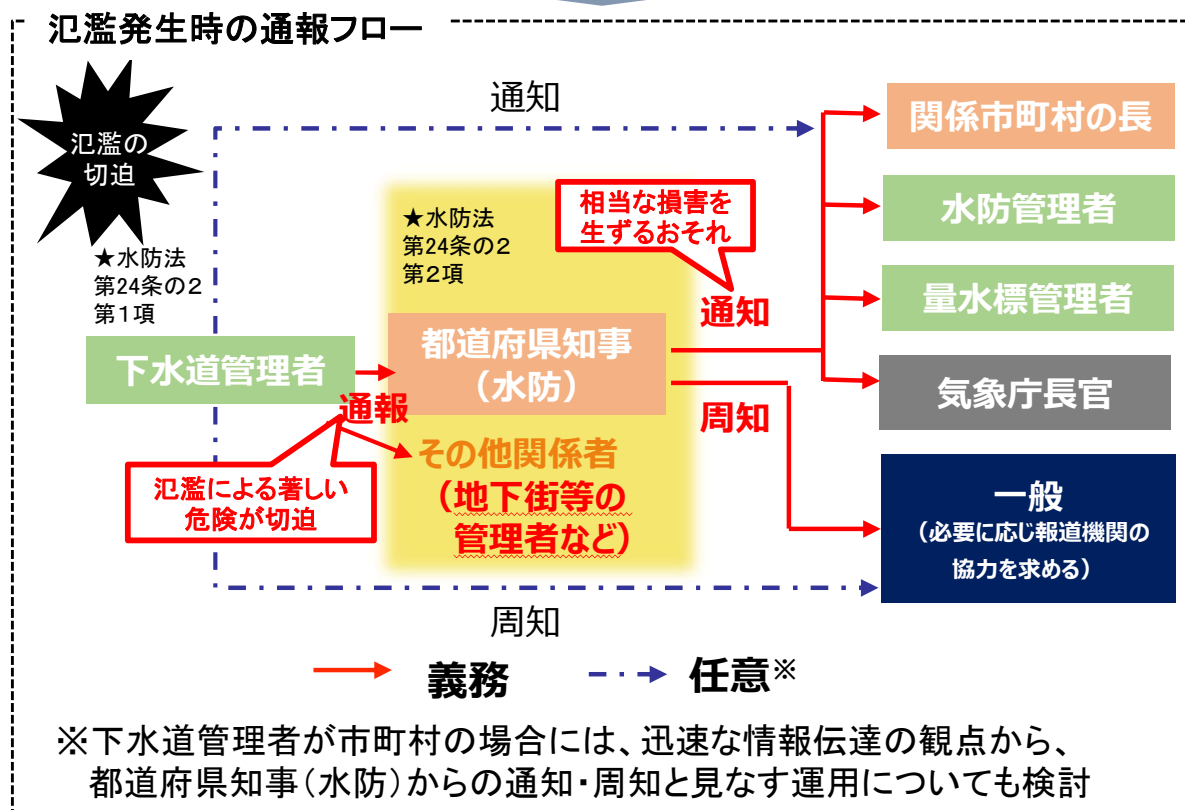 氾濫発生時の通報フロー
氾濫の
切迫
通知
★水防法
第24条の2
第1項
★水防法
第24条の2
第2項
相当な損害を
生ずるおそれ
通知
下水道管理者
通報
都道府県知事
（水防）
周知
その他関係者
（地下街等の
管理者など）
氾濫による著しい
危険が切迫
関係市町村の長
水防管理者
量水標管理者
気象庁長官
一般
（必要に応じ報道機関の
協力を求める）
周知
義務
任意※
※下水道管理者が市町村の場合には、迅速な情報伝達の観点から、
都道府県知事（水防）からの通知・周知と見なす運用についても検討